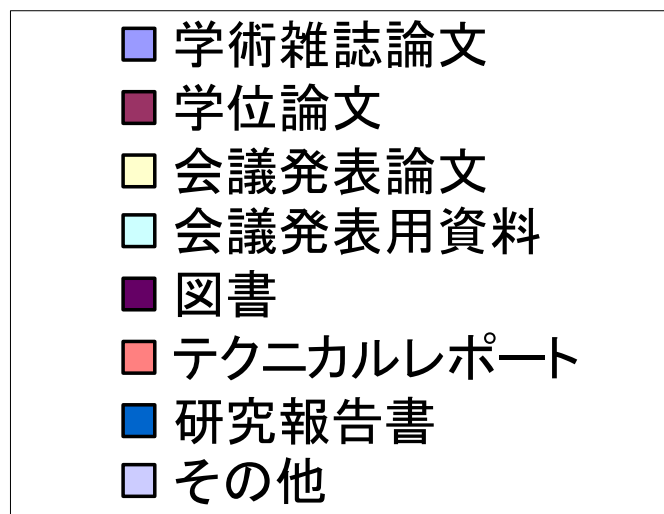 学術雑誌論文
学位論文
会議発表論文
会議発表用資料
図書
テクニカルレポート
研究報告書
その他